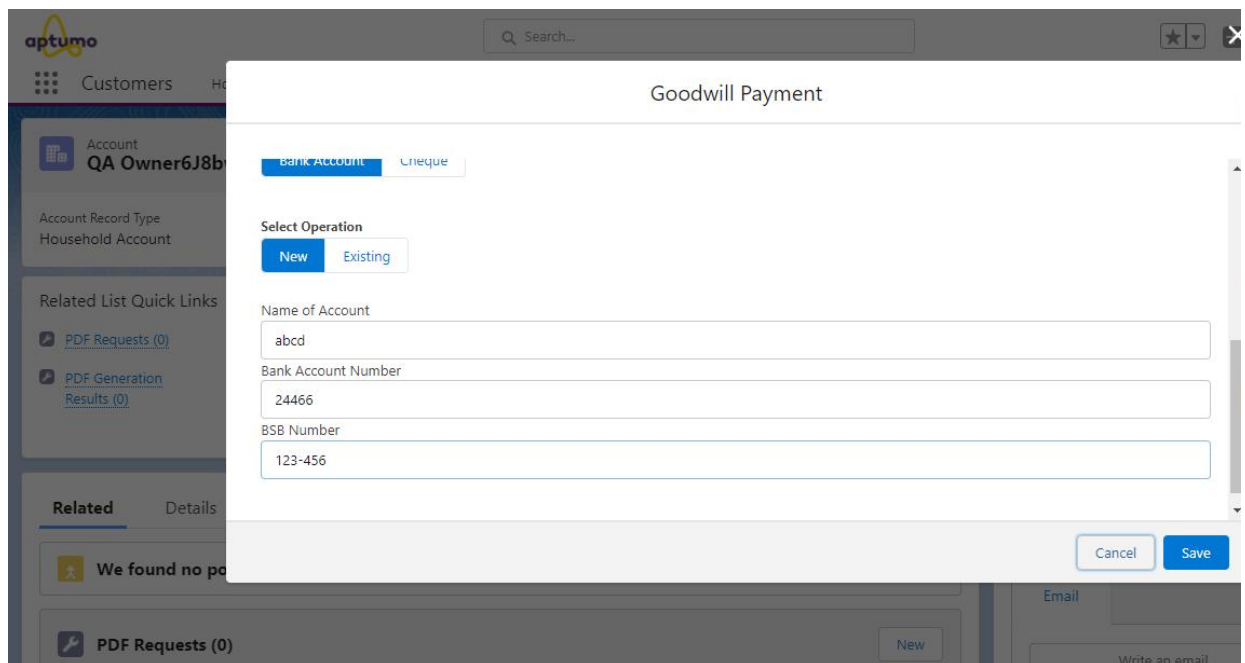 aptumo
Search...
Customers
Goodwill Payment
Account
QA Owner6J8b
Bank Account Cheque
Account Record Type
Household Account
Select Operation
New Existing
Related List Quick Links
PDF Requests (0)
PDF Generation
Results (0)
Name of Account
abcd
Bank Account Number
24466
BSB Number
123-456
Related Details
Cancel Save
We found no po
Email
PDF Requests (0) New
Write an email